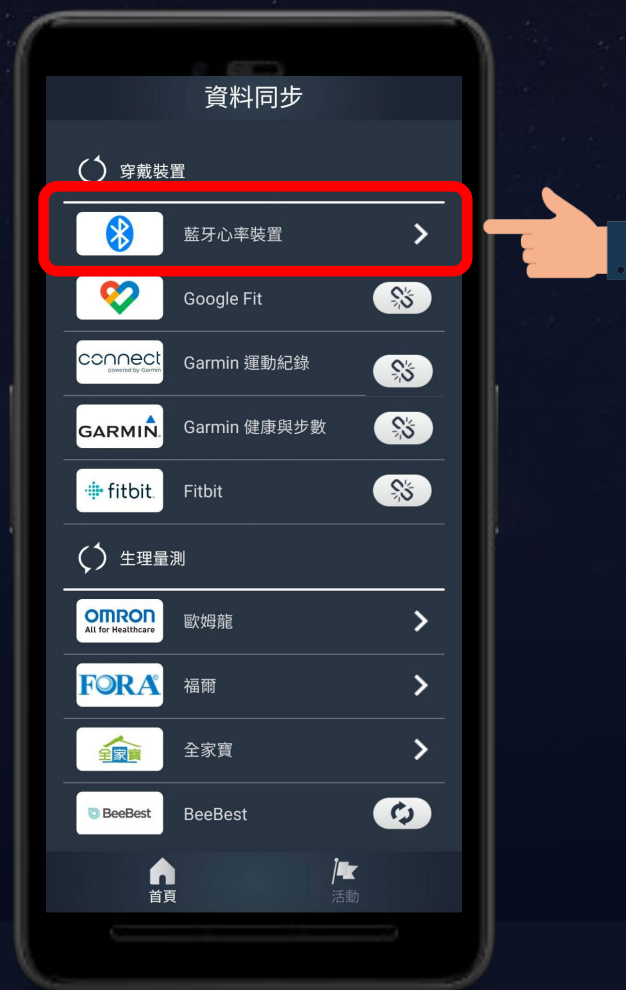 資料同步
穿戴裝置
藍牙心率裝置
Google Fit
connect
powered by Garmin
Garmin 運動紀錄
GARMIN.
Garmin 健康與步數
fitbit.
Fitbit
生理量測
OMRON
All for Healthcare
歐姆龍
FORA
福爾
全家寶
全家寶
BeeBest
BeeBest
首頁
活動